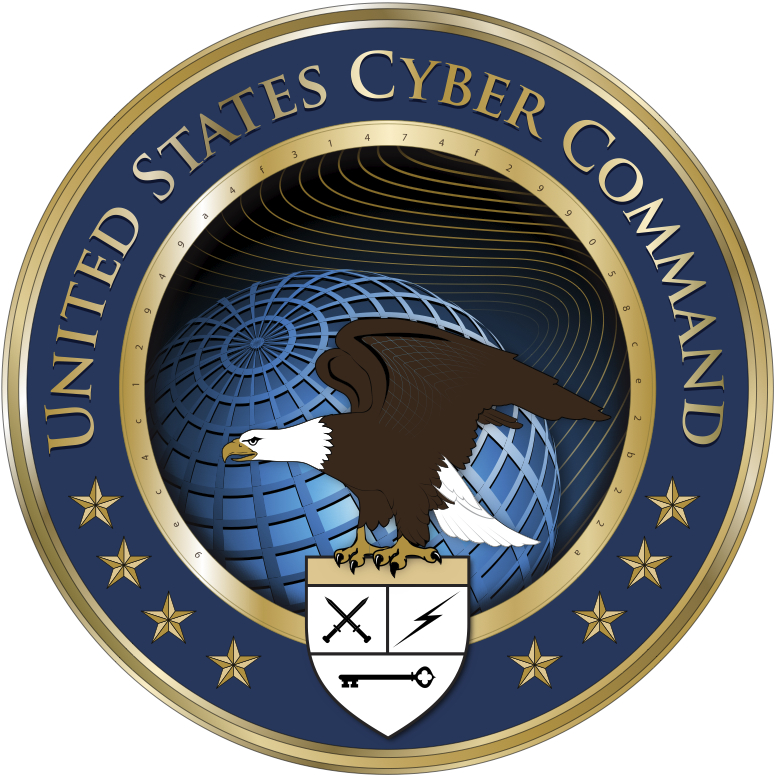 UNITED STATES CYBER COMMAND
9ec4c12949a4f31474f299058ce2b22a